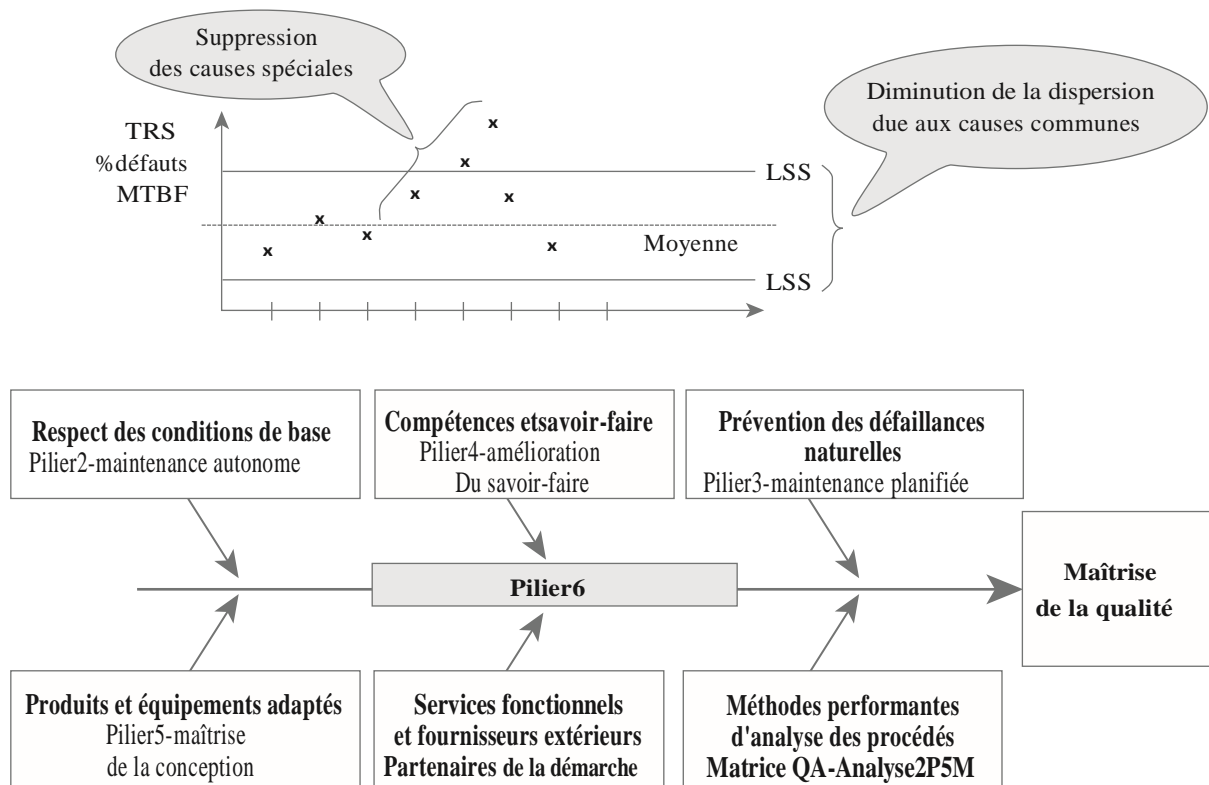 Suppression
des causes spéciales
Diminution de la dispersion
due aux causes communes
TRS
%défauts
MTBF
LSS
Moyenne
LSS
Respect des conditions de base
Pilier2-maintenance autonome
Compétences etsavoir-faire
Pilier4-amélioration
Du savoir-faire
Prévention des défaillances
naturelles
Pilier3-maintenance planifiée
Pilier6
Maîtrise
de la qualité
Produits et équipements adaptés
Pilier5-maîtrise
de la conception
Services fonctionnels
et fournisseurs extérieurs
Partenaires de la démarche
Méthodes performantes
d'analyse des procédés
Matrice QA-Analyse2P5M